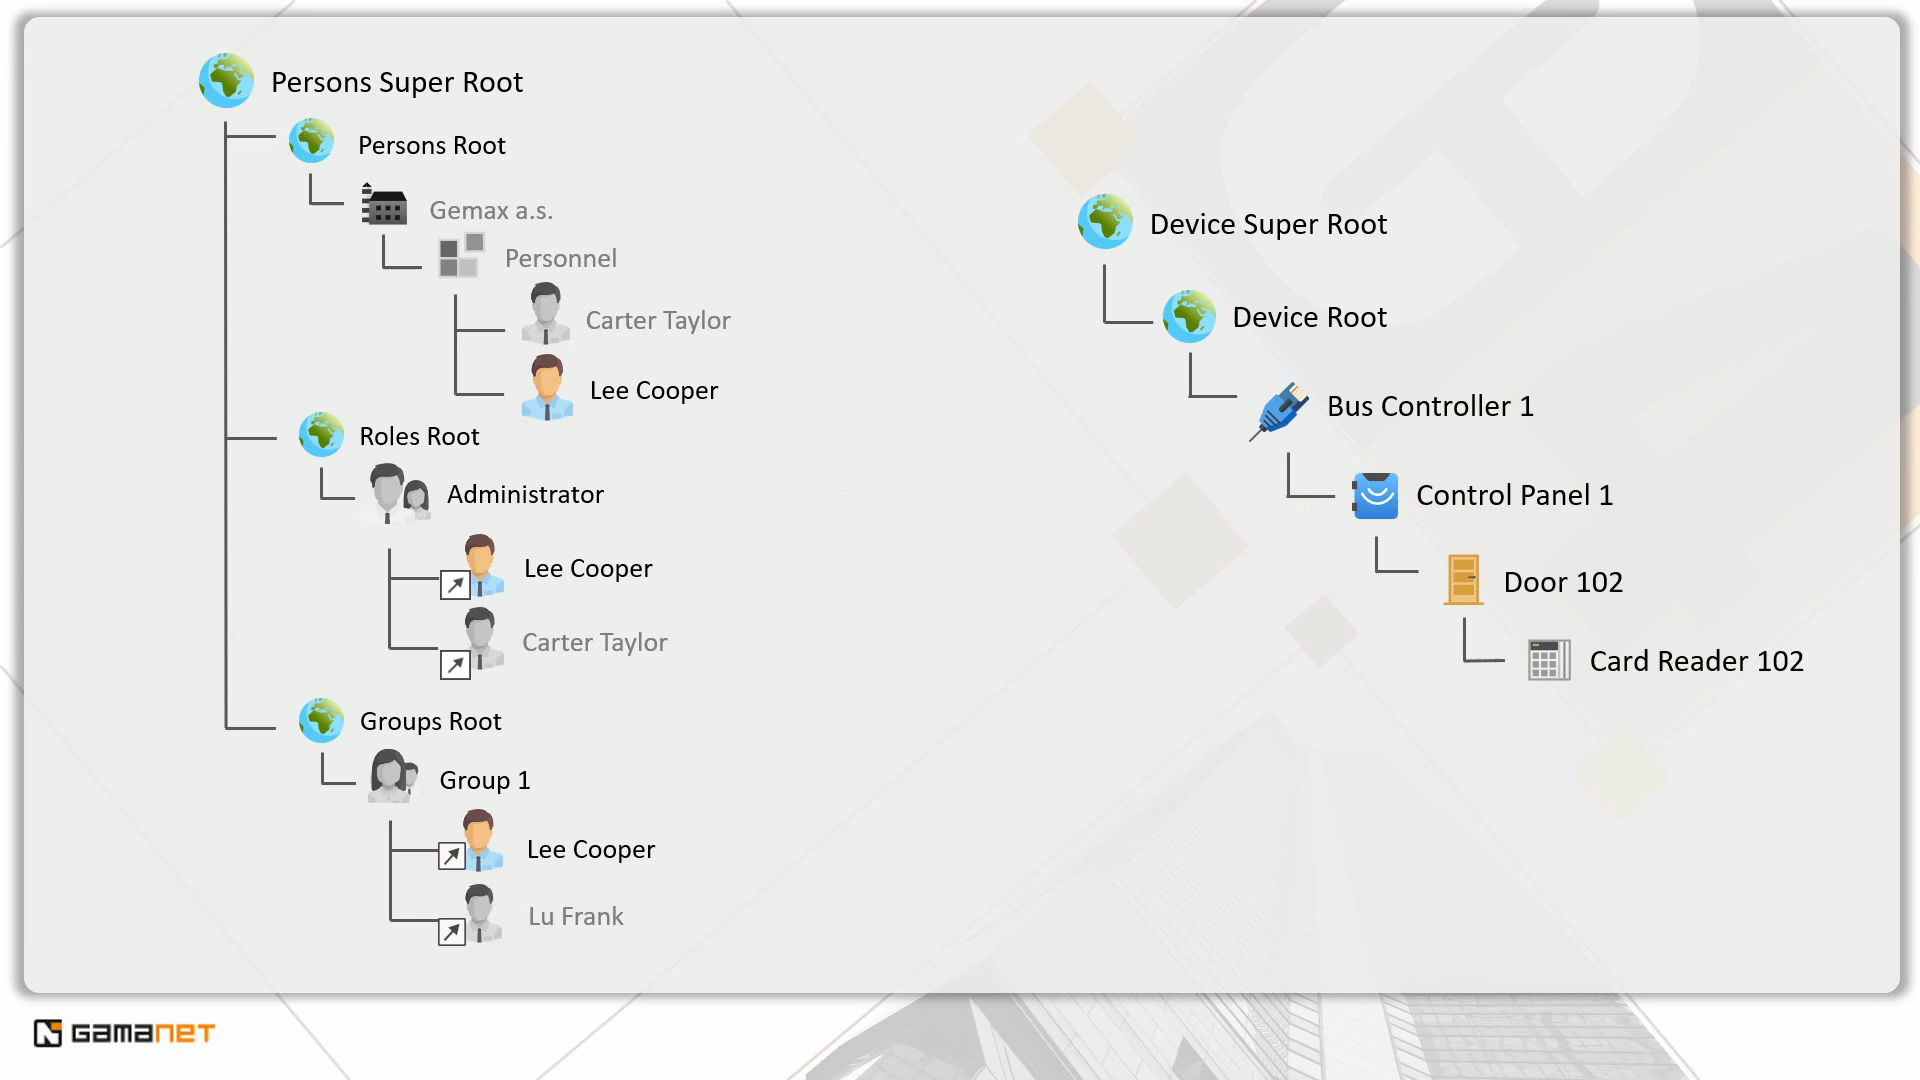 Persons Super Root
Persons Root
Gemax a.s.
Personnel
Carter Taylor
Lee Cooper
Roles Root
Administrator
Lee Cooper
Carter Taylor
Groups Root
Group 1
Lee Cooper
Lu Frank
Device Super Root
Device Root
Bus Controller 1
Control Panel 1
Door 102
Card Reader 102
GAMANET